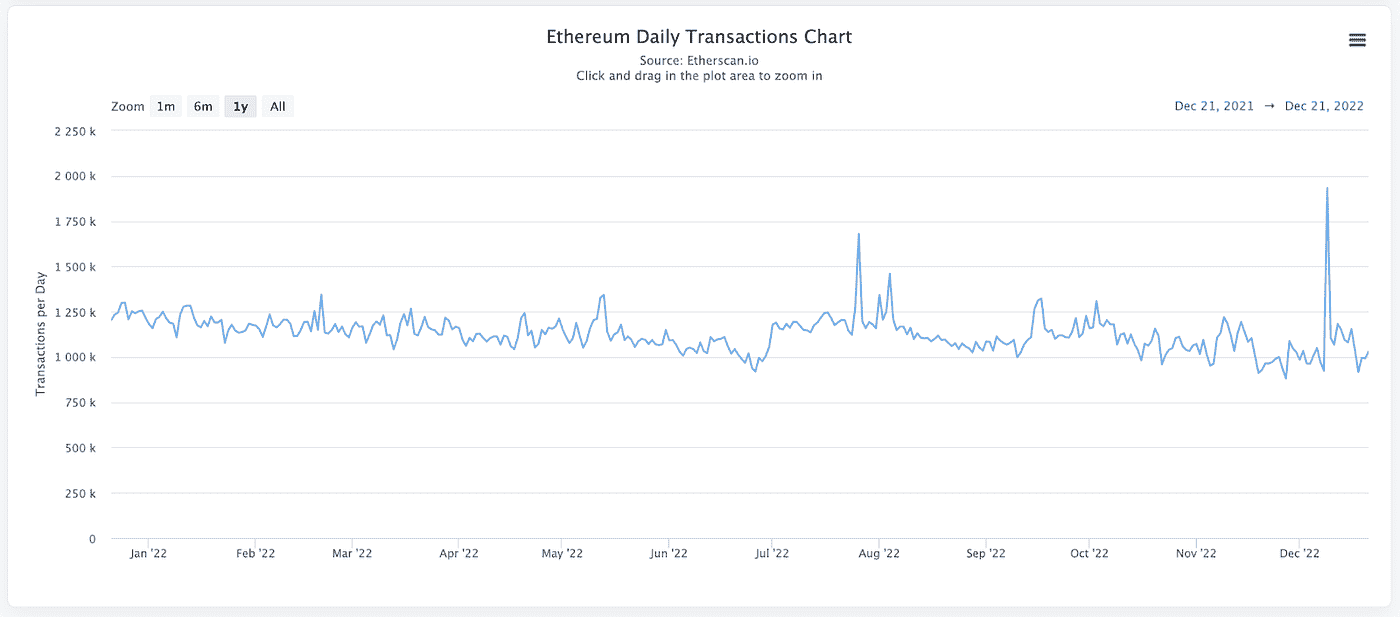 Ethereum Daily Transactions Chart
Source: Etherscan.io
Click and drag in the plot area to zoom in
Zoom 1m 6m 1y All
Dec 21, 2021 → Dec 21, 2022
Transactions per Day
2 250 k
2 000 k
1 750 k
1 500 k
1 250 k
1 000 k
750 k
500 k
250 k
0
Jan '22 Feb '22 Mar '22 Apr '22 May '22 Jun '22 Jul '22 Aug '22 Sep '22 Oct '22 Nov '22 Dec '22